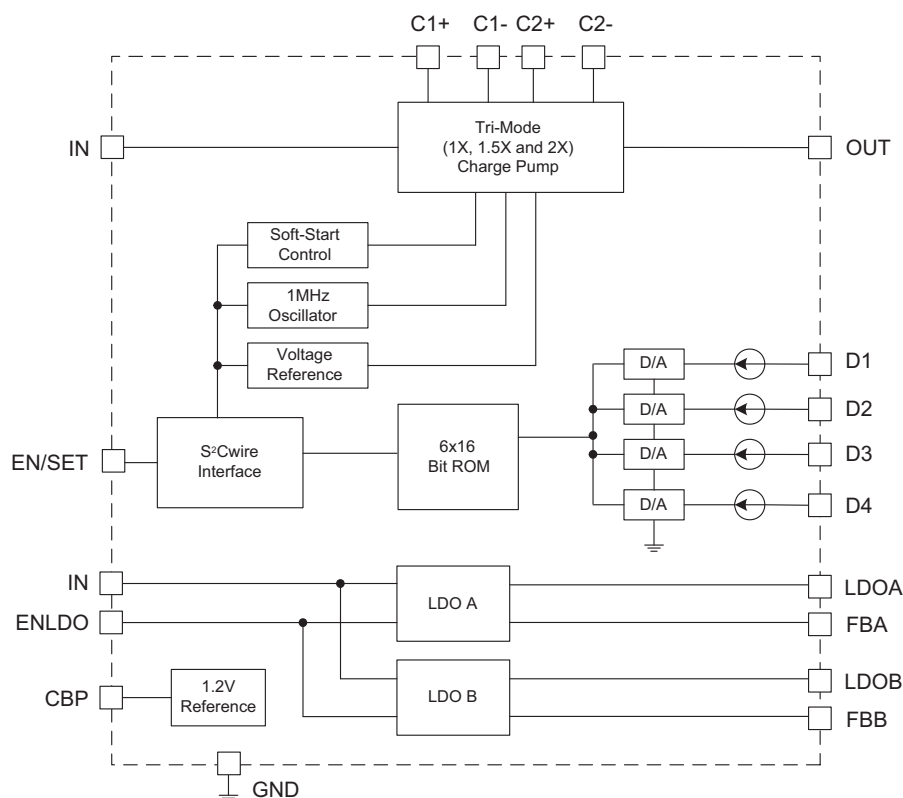 C1+ C1- C2+ C2-
IN
Tri-Mode
(1X, 1.5X and 2X)
Charge Pump
OUT
Soft-Start
Control
1MHz
Oscillator
Voltage
Reference
D/A
D1
D/A
D2
D/A
D3
D/A
D4
EN/SET
S²Cwire
Interface
6x16
Bit ROM
IN
ENLDO
LDO A
LDOA
FBA
CBP
1.2V
Reference
LDO B
LDOB
FBB
GND